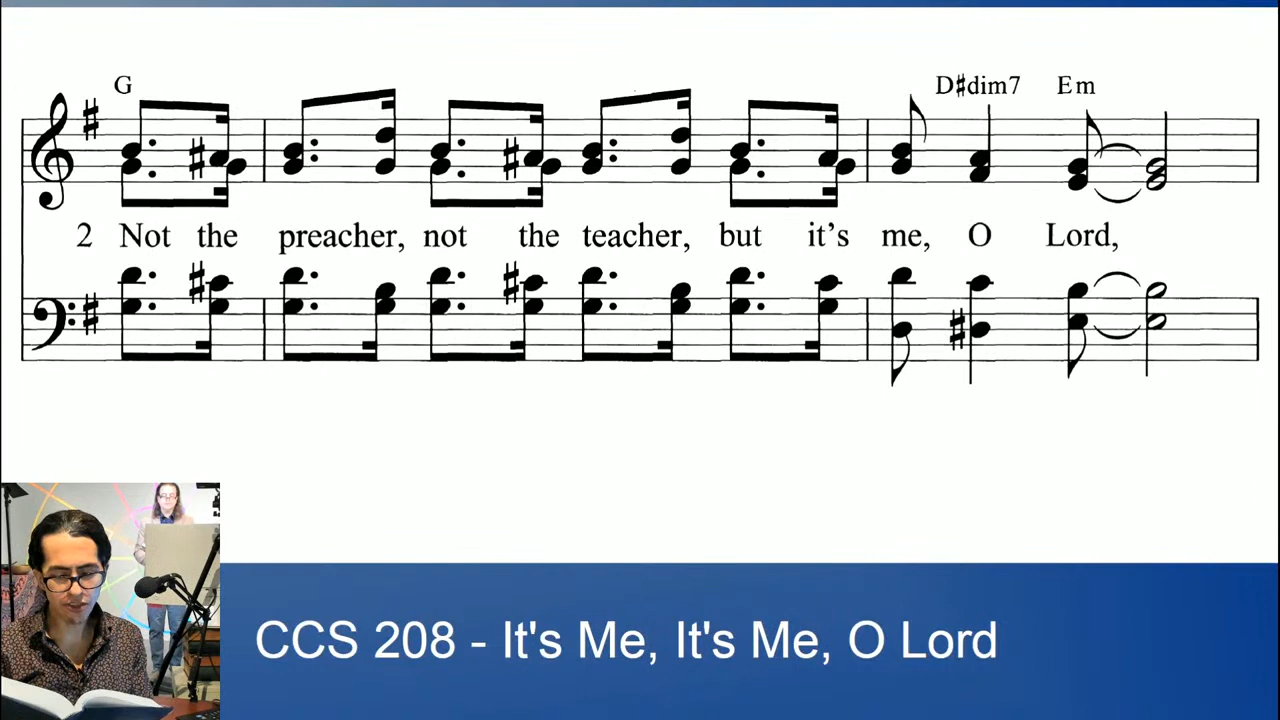 G D♯dim7 Em
2 Not the preacher, not the teacher, but it's me, O Lord,
CCS 208 - It's Me, It's Me, O Lord